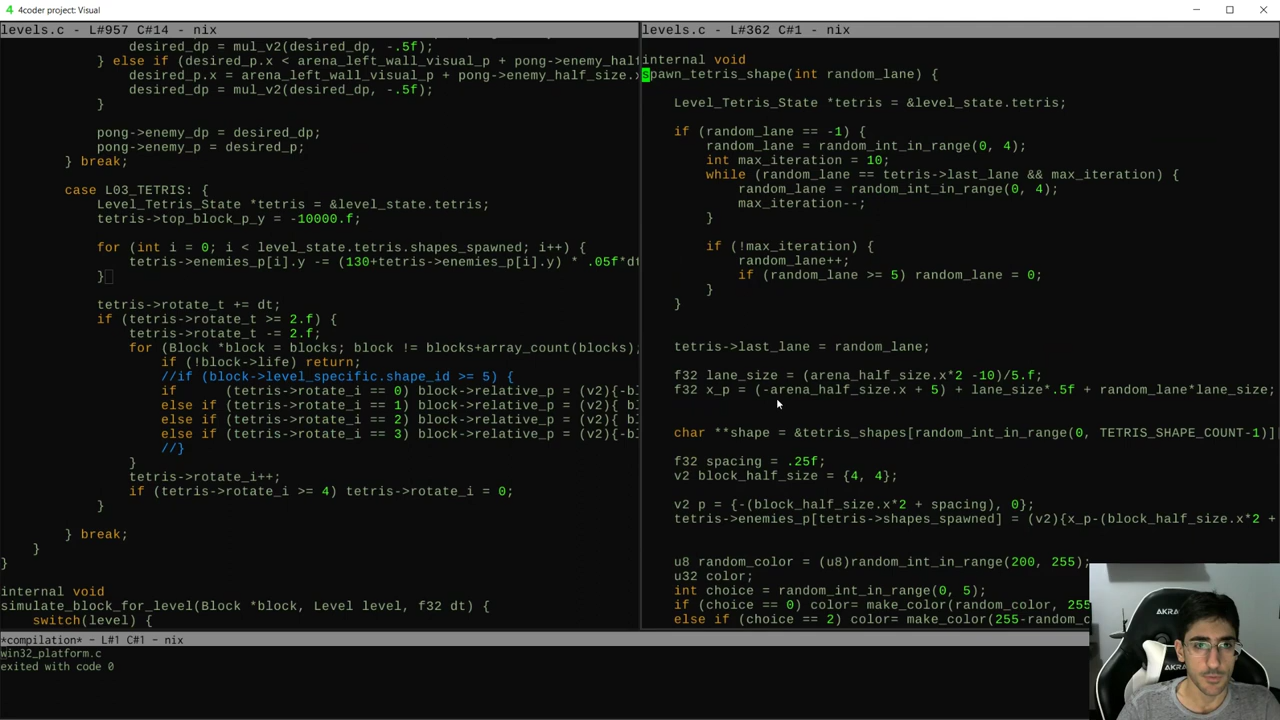 4 4coder project: Visual
levels.c - L#957 C#14 - nix
desired_dp = mul_v2(desired_dp, -.5f);
} else if (desired_p.x < arena_left_wall_visual_p + pong->enemy_half
desired_p.x = arena_left_wall_visual_p + pong->enemy_half_size.x
desired_dp = mul_v2(desired_dp, -.5f);
}
pong->enemy_dp = desired_dp;
pong->enemy_p = desired_p;
} break;
case L03_TETRIS: {
Level_Tetris_State *tetris = &level_state.tetris;
tetris->top_block_p_y = -10000.f;
for (int i = 0; i < level_state.tetris.shapes_spawned; i++) {
tetris->enemies_p[i].y -= (130+tetris->enemies_p[i].y) * .05f*dt
}
tetris->rotate_t += dt;
if (tetris->rotate_t >= 2.f) {
tetris->rotate_t -= 2.f;
for (Block *block = blocks; block != blocks+array_count(blocks);
if (!block->life) return;
//if (block->level_specific.shape_id >= 5) {
if (tetris->rotate_i == 0) block->relative_p = (v2){-bl
else if (tetris->rotate_i == 1) block->relative_p = (v2){ bl
else if (tetris->rotate_i == 2) block->relative_p = (v2){ bl
else if (tetris->rotate_i == 3) block->relative_p = (v2){-bl
//}
}
tetris->rotate_i++;
if (tetris->rotate_i >= 4) tetris->rotate_i = 0;
}
} break;
}
}
internal void
simulate_block_for_level(Block *block, Level level, f32 dt) {
switch(level) {
levels.c - L#362 C#1 - nix
internal void
spawn_tetris_shape(int random_lane) {
Level_Tetris_State *tetris = &level_state.tetris;
if (random_lane == -1) {
random_lane = random_int_in_range(0, 4);
int max_iteration = 10;
while (random_lane == tetris->last_lane && max_iteration) {
random_lane = random_int_in_range(0, 4);
max_iteration--;
}
if (!max_iteration) {
random_lane++;
if (random_lane >= 5) random_lane = 0;
}
}
tetris->last_lane = random_lane;
f32 lane_size = (arena_half_size.x*2 -10)/5.f;
f32 x_p = (-arena_half_size.x + 5) + lane_size*.5f + random_lane*lane_size;
char **shape = &tetris_shapes[random_int_in_range(0, TETRIS_SHAPE_COUNT-1)]
f32 spacing = .25f;
v2 block_half_size = {4, 4};
v2 p = {-(block_half_size.x*2 + spacing), 0};
tetris->enemies_p[tetris->shapes_spawned] = (v2){x_p-(block_half_size.x*2 +
u8 random_color = (u8)random_int_in_range(200, 255);
u32 color;
int choice = random_int_in_range(0, 5);
if (choice == 0) color= make_color(random_color, 255
else if (choice == 2) color= make_color(255-random_c
*compilation* - L#1 C#1 - nix
win32_platform.c
exited with code 0
AKRA
AKRA